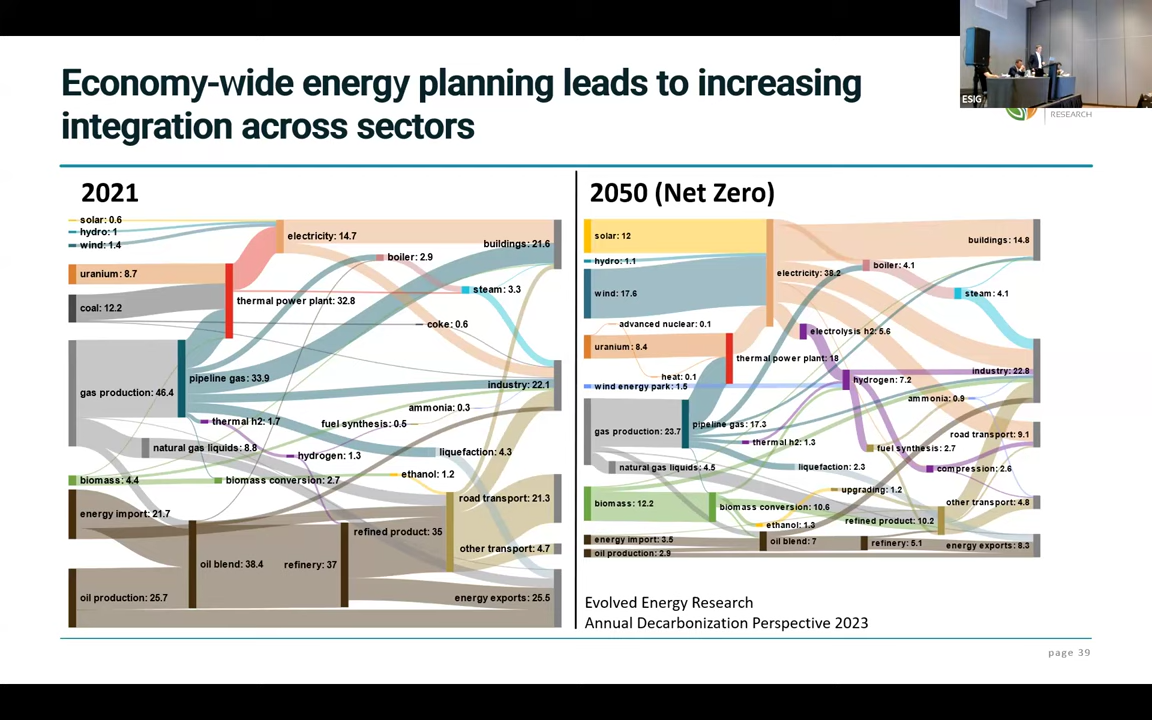 ESIG
RESEARCH
Economy-wide energy planning leads to increasing
integration across sectors
2021
solar: 0.6
hydro: 1
wind: 1.4
uranium: 8.7
coal: 12.2
gas production: 46.4
biomass: 4.4
energy import: 21.7
oil production: 25.7
electricity: 14.7
thermal power plant: 32.8
pipeline gas: 33.9
thermal h2: 1.7
natural gas liquids: 8.8
hydrogen: 1.3
biomass conversion: 2.7
oil blend: 38.4
refinery: 37
boiler: 2.9
steam: 3.3
coke: 0.6
ammonia: 0.3
fuel synthesis: 0.5
liquefaction: 4.3
ethanol: 1.2
refined product: 35
buildings: 21.6
industry: 22.1
road transport: 21.3
other transport: 4.7
energy exports: 25.5
2050 (Net Zero)
solar: 12
hydro: 1.1
wind: 17.6
advanced nuclear: 0.1
uranium: 8.4
heat: 0.1
wind energy park: 1.5
gas production: 23.7
natural gas liquids: 4.5
biomass: 12.2
energy import: 3.5
oil production: 2.9
electricity: 38.2
thermal power plant: 18
pipeline gas: 17.3
thermal h2: 1.3
liquefaction: 2.3
biomass conversion: 10.6
upgrading: 1.2
ethanol: 1.3
oil blend: 7
refinery: 5.1
boiler: 4.1
steam: 4.1
electrolysis h2: 5.6
hydrogen: 7.2
ammonia: 0.9
fuel synthesis: 2.7
compression: 2.6
refined product: 10.2
buildings: 14.8
industry: 22.8
road transport: 9.1
other transport: 4.8
energy exports: 8.3
Evolved Energy Research
Annual Decarbonization Perspective 2023
page 39